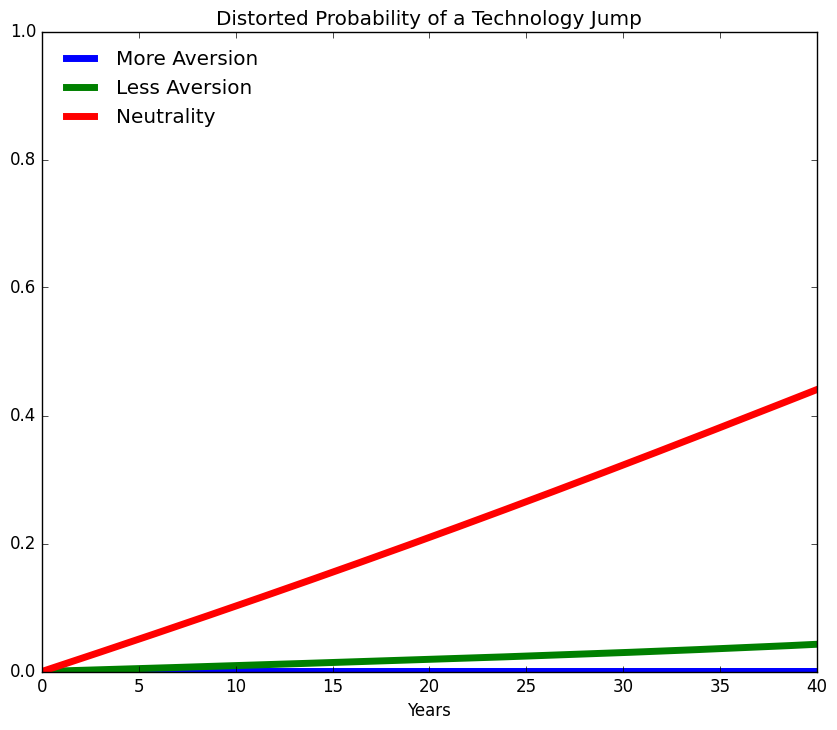 Distorted Probability of a Technology Jump
1.0
More Aversion
Less Aversion
Neutrality
0.8
0.6
0.4
0.2
0.0
0 5 10 15 20 25 30 35 40
Years